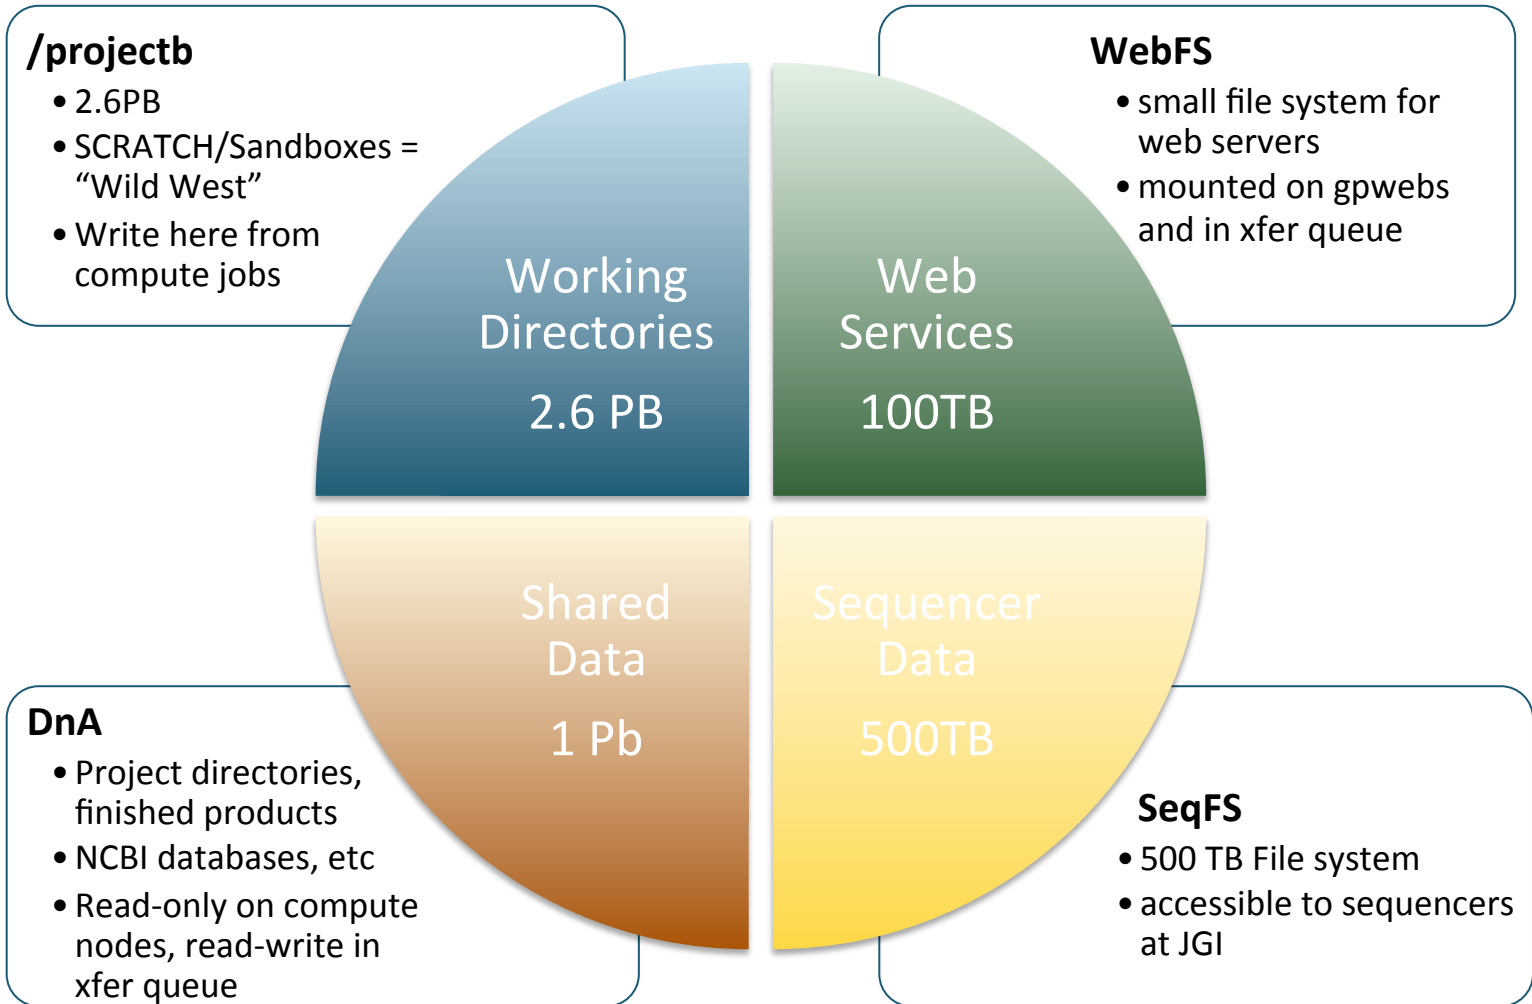 /projectb
• 2.6PB
• SCRATCH/Sandboxes =
“Wild West”
• Write here from
compute jobs
WebFS
• small file system for
web servers
• mounted on gpwebs
and in xfer queue
Working
Directories
2.6 PB
Web
Services
100TB
Shared
Data
1 Pb
Sequencer
Data
500TB
DnA
• Project directories,
finished products
• NCBI databases, etc
• Read-only on compute
nodes, read-write in
xfer queue
SeqFS
• 500 TB File system
• accessible to sequencers
at JGI